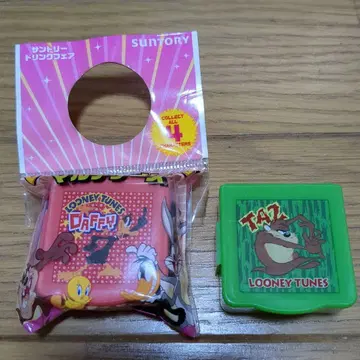 SUNTORY
サントリー
ドリンクフェア
COLLECT
ALL
4
CHARACTERS
LOONEY TUNES
DAFFY
TAZ
LOONEY TUNES